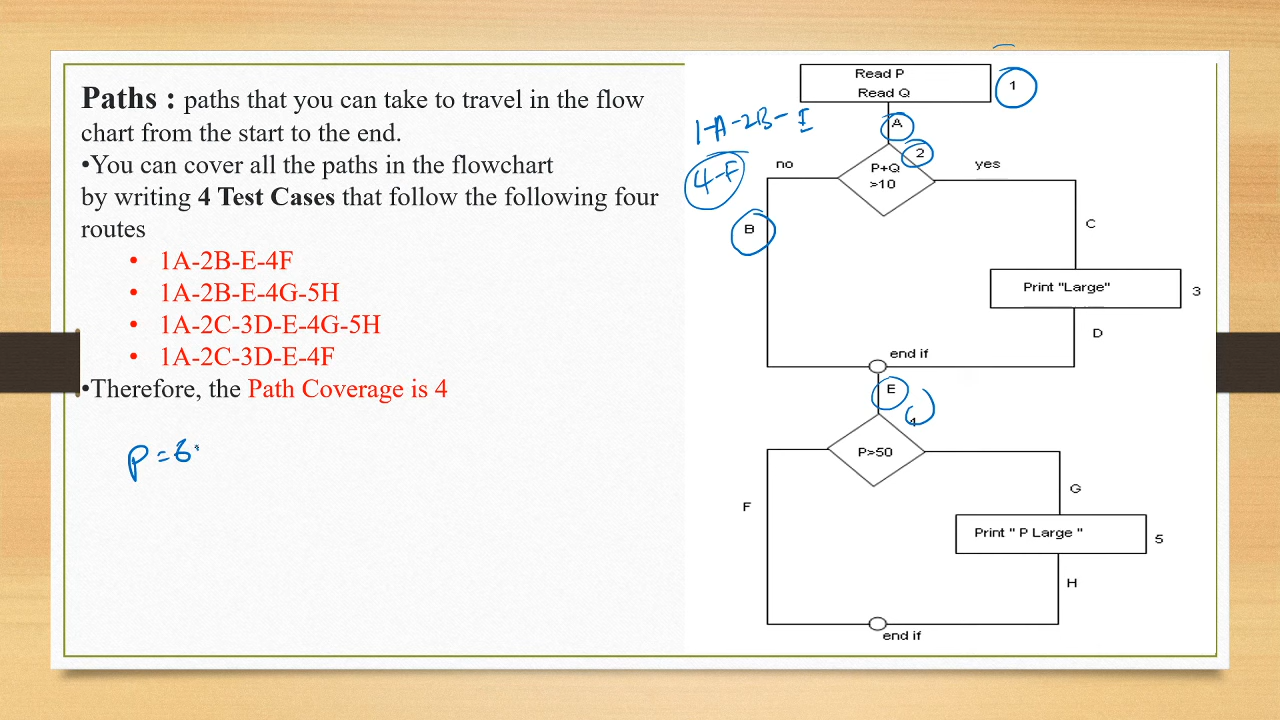 Paths : paths that you can take to travel in the flow
chart from the start to the end.
•You can cover all the paths in the flowchart
by writing 4 Test Cases that follow the following four
routes
• 1A-2B-E-4F
• 1A-2B-E-4G-5H
• 1A-2C-3D-E-4G-5H
• 1A-2C-3D-E-4F
•Therefore, the Path Coverage is 4
P=6
1-A-2B-
4-F
Read P
Read Q
1
A
2
no
P+Q
>10
yes
B
C
Print "Large"
3
D
end if
E
4
P>50
F
G
Print " P Large "
5
H
end if